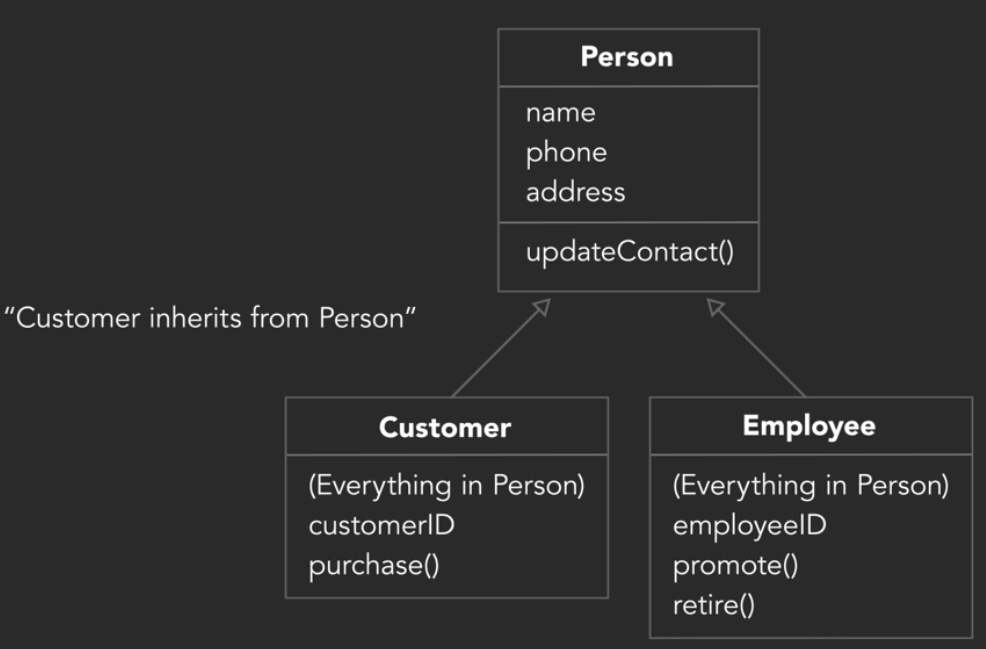 Person
name
phone
address
updateContact()
“Customer inherits from Person”
Customer
(Everything in Person)
customerID
purchase()
Employee
(Everything in Person)
employeeID
promote()
retire()